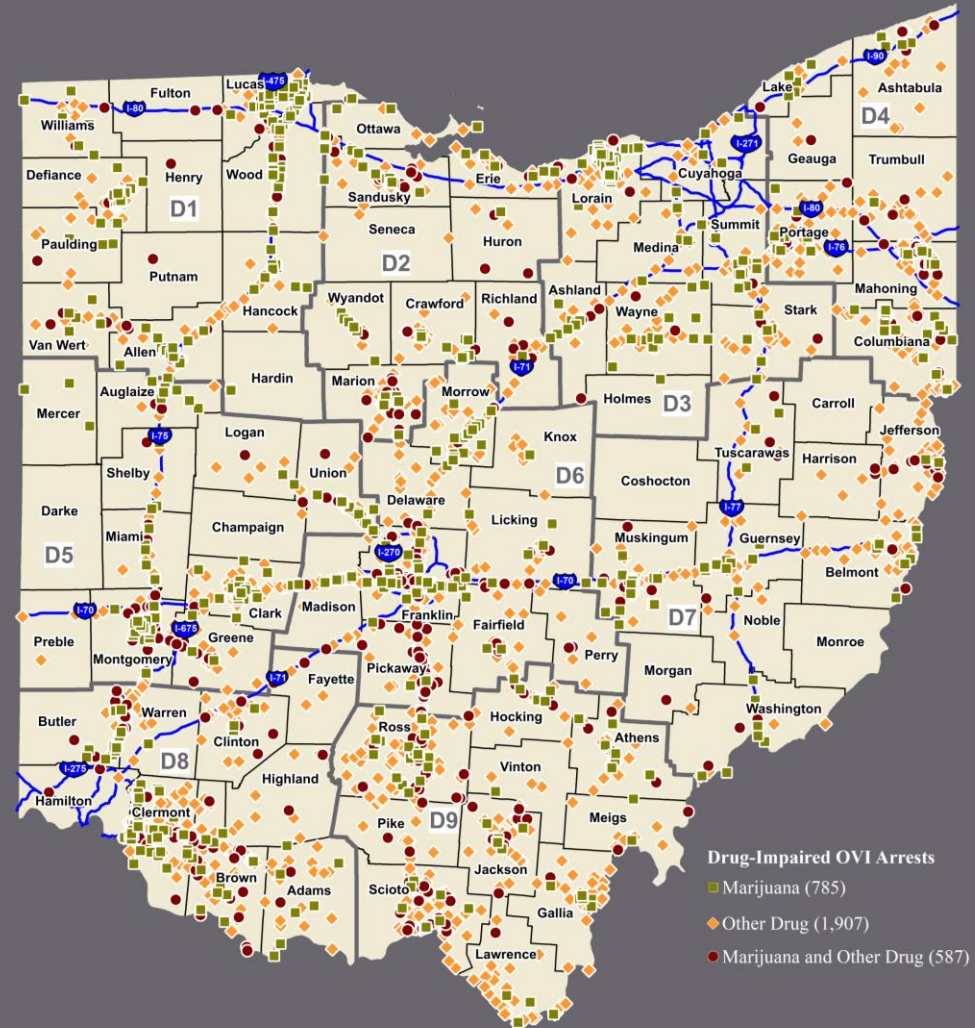 I-90
Lake
Ashtabula
I-475
Lucas
Fulton
I-80
Williams
Ottawa
D4
I-271
Geauga
Cuyahoga
Trumbull
Defiance
Henry
Wood
Erie
Sandusky
Lorain
D1
Seneca
I-80
Summit
Portage
Paulding
Huron
Medina
I-76
D2
Putnam
Mahoning
Hancock
Wyandot
Crawford
Richland
Ashland
Wayne
Stark
Van Wert
Allen
Columbiana
I-71
Hardin
Marion
Auglaize
Morrow
Holmes
D3
Carroll
Mercer
Jefferson
Logan
Knox
I-75
Tuscarawas
Harrison
Shelby
Union
D6
Coshocton
Delaware
Darke
Licking
I-77
Champaign
Miami
Muskingum
Guernsey
D5
I-270
Belmont
I-70
I-70
Clark
Madison
Franklin
D7
Noble
I-675
Fairfield
Preble
Greene
Monroe
Montgomery
Perry
Pickaway
Morgan
I-71
Fayette
Washington
Warren
Butler
Hocking
Ross
Athens
Clinton
D8
Vinton
I-275
Highland
Hamilton
Clermont
Meigs
Pike
D9
Jackson
Brown
Scioto
Adams
Gallia
Lawrence
Drug-Impaired OVI Arrests
Marijuana (785)
Other Drug (1,907)
Marijuana and Other Drug (587)